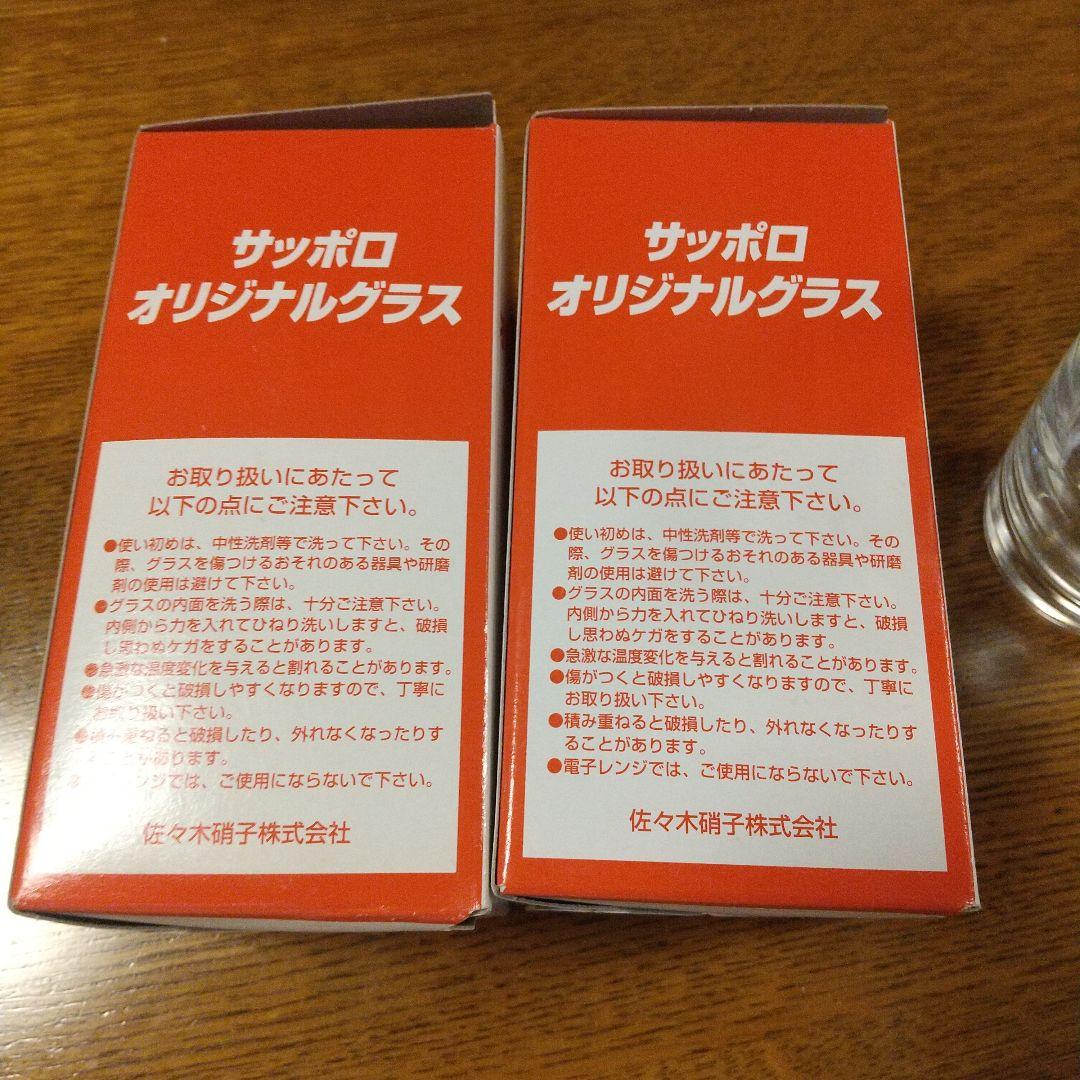 サッポロ
オリジナルグラス
お取り扱いにあたって
以下の点にご注意下さい。
●使い初めは、中性洗剤等で洗って下さい。その
際、グラスを傷つけるおそれのある器具や研磨
剤の使用は避けて下さい。
●グラスの内面を洗う際は、十分ご注意下さい。
内側から力を入れてひねり洗いしますと、破損
し思わぬケガをすることがあります。
●急激な温度変化を与えると割れることがあります。
●傷がつくと破損しやすくなりますので、丁寧に
お取り扱い下さい。
●積み重ねると破損したり、外れなくなったりす
ることがあります。
レンジでは、ご使用にならないで下さい。
佐々木硝子株式会社
サッポロ
オリジナルグラス
お取り扱いにあたって
以下の点にご注意下さい。
●使い初めは、中性洗剤等で洗って下さい。その
際、グラスを傷つけるおそれのある器具や研磨
剤の使用は避けて下さい。
●グラスの内面を洗う際は、十分ご注意下さい。
内側から力を入れてひねり洗いしますと、破損
し思わぬケガをすることがあります。
●急激な温度変化を与えると割れることがあります。
●傷がつくと破損しやすくなりますので、丁寧に
お取り扱い下さい。
●積み重ねると破損したり、外れなくなったりす
ることがあります。
●電子レンジでは、ご使用にならないで下さい。
佐々木硝子株式会社